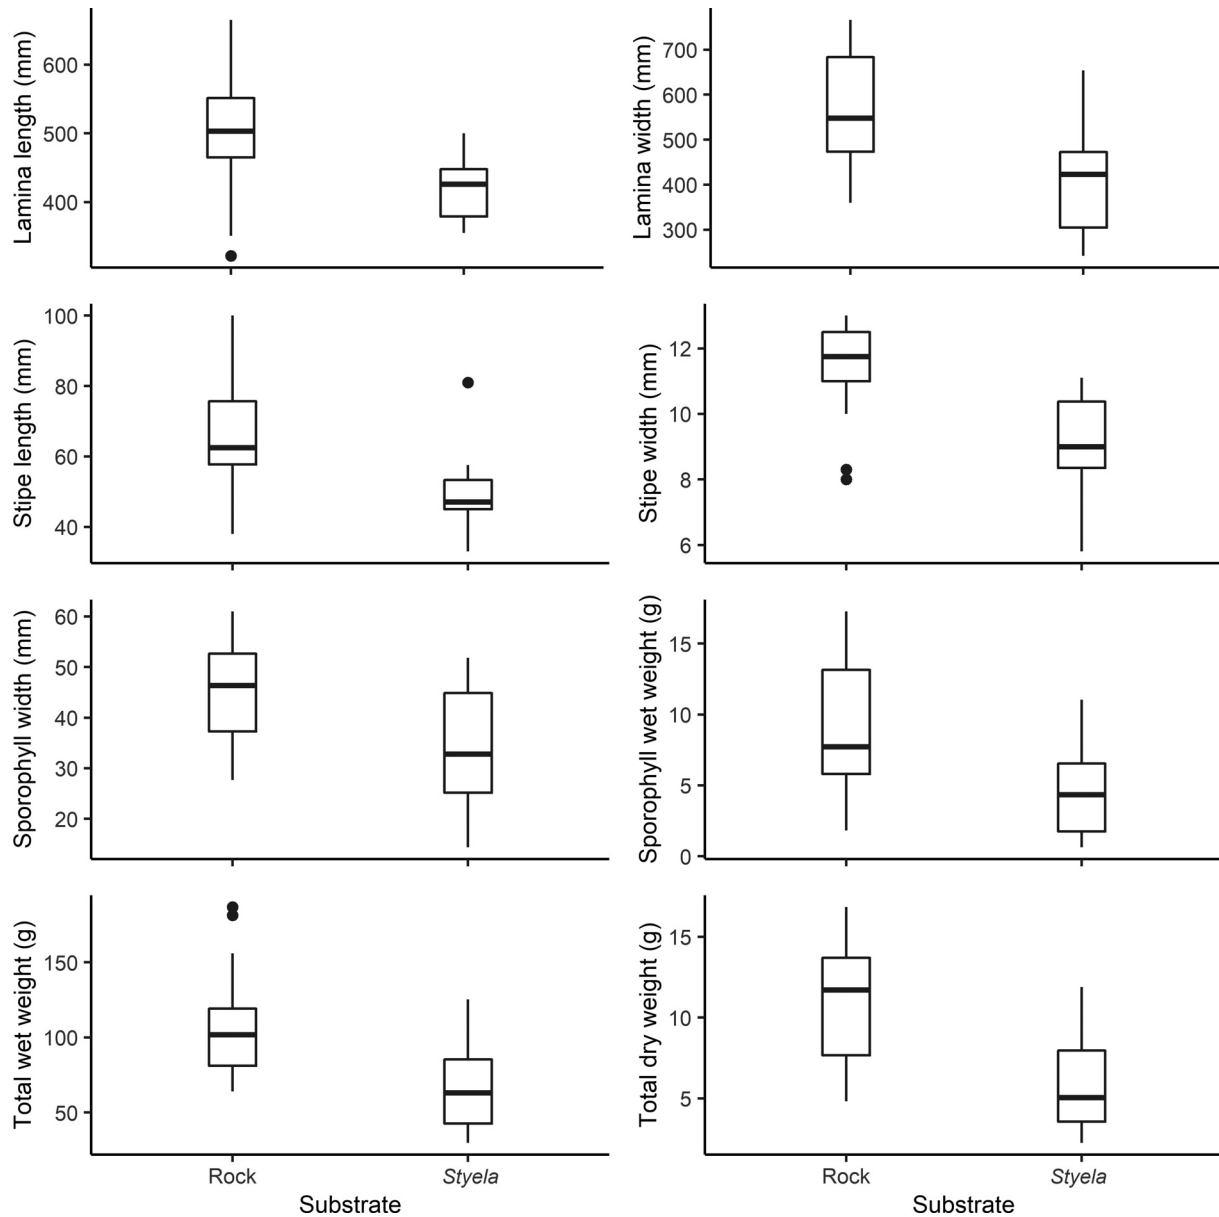 Lamina length (mm)
600
500
400
Lamina width (mm)
700
600
500
400
300
Stipe length (mm)
100
80
60
40
Stipe width (mm)
12
10
8
6
Sporophyll width (mm)
60
50
40
30
20
Sporophyll wet weight (g)
15
10
5
0
Total wet weight (g)
150
100
50
Rock
Styela
Substrate
Total dry weight (g)
15
10
5
Rock
Styela
Substrate